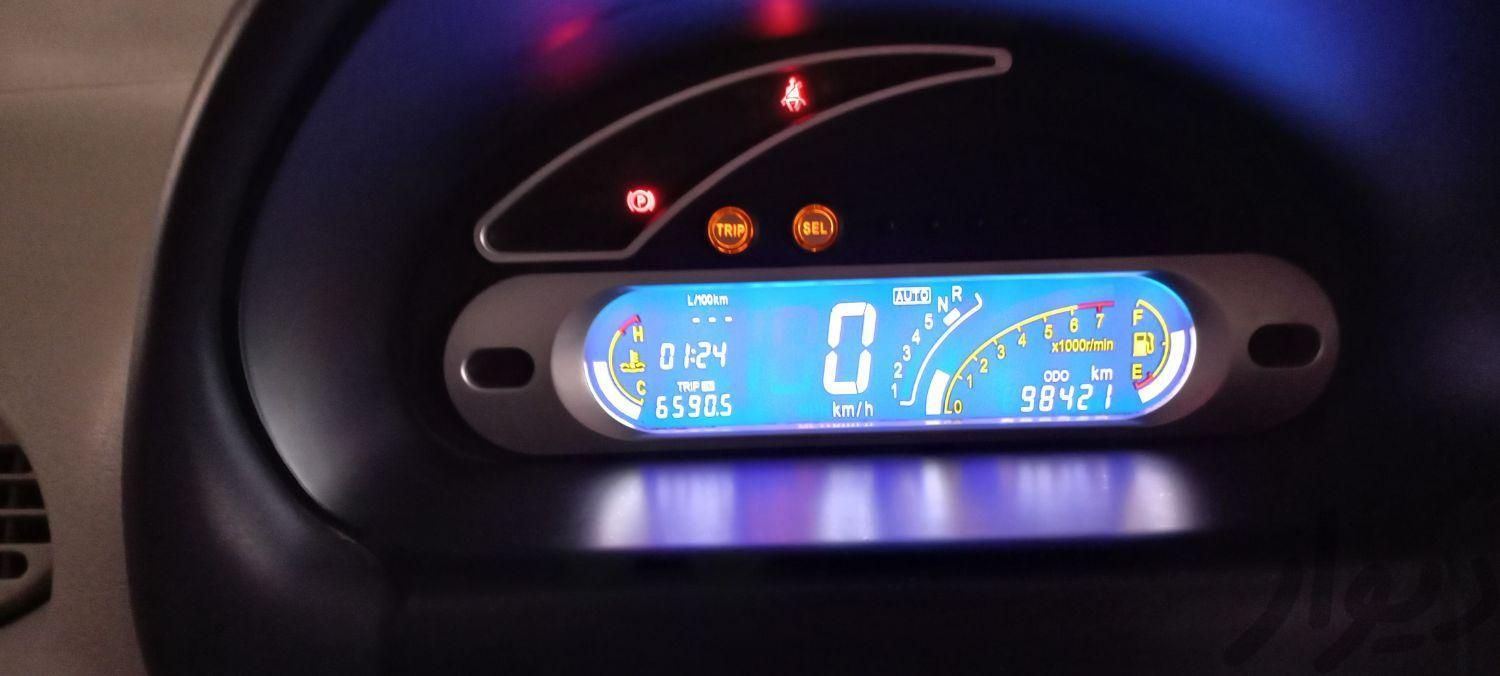 P
TRIP SEL
L/100km
---
H
01:24
C
TRIP
6590.5
0
km/h
AUTO
R
N
5
4
3
2
1
0 1 2 3 4 5 6 7
x1000r/min
ODO km
98421
F
E
دیوار